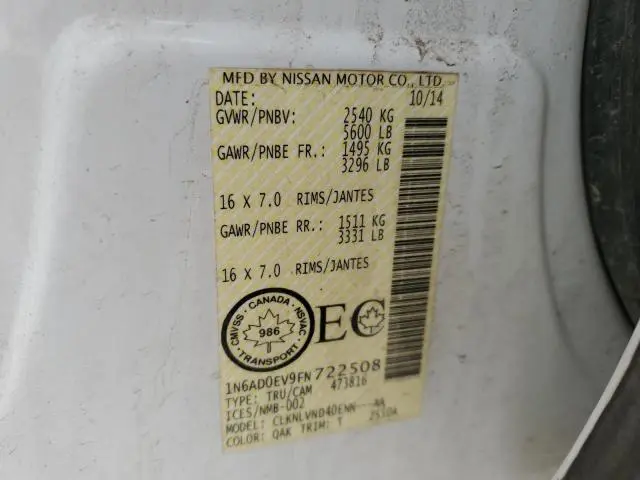 MFD BY NISSAN MOTOR CO., LTD.
DATE: 10/14
GVWR/PNBV: 2540 KG
5600 LB
GAWR/PNBE FR.: 1495 KG
3296 LB
16 X 7.0 RIMS/JANTES
GAWR/PNBE RR.: 1511 KG
3331 LB
16 X 7.0 RIMS/JANTES
CANADA
CMVSS NSVAC
986
TRANSPORT
EC
1N6AD0EV9FN722508
TYPE: TRU/CAM 473816
ICES/NMB-002
MODEL: CLKNLVND40ENN----AA
COLOR: QAK TRIM: T 2530A